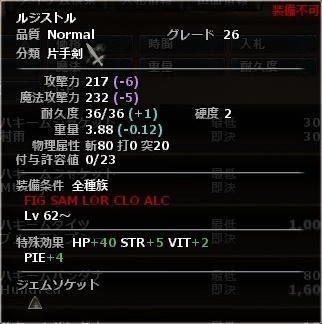 装備不可
ルジストル
品質 Normal グレード 26
分類 片手剣
攻撃力 217 (-6)
魔法攻撃力 232 (-5)
耐久度 36/36 (+1) 硬度 2
重量 3.88 (-0.12)
物理属性 斬80 打0 突20
付与許容値 0/23
装備条件 全種族
FIG SAM LOR CLO ALC
Lv 62～
特殊効果 HP+40 STR+5 VIT+2
PIE+4
ジェムソケット